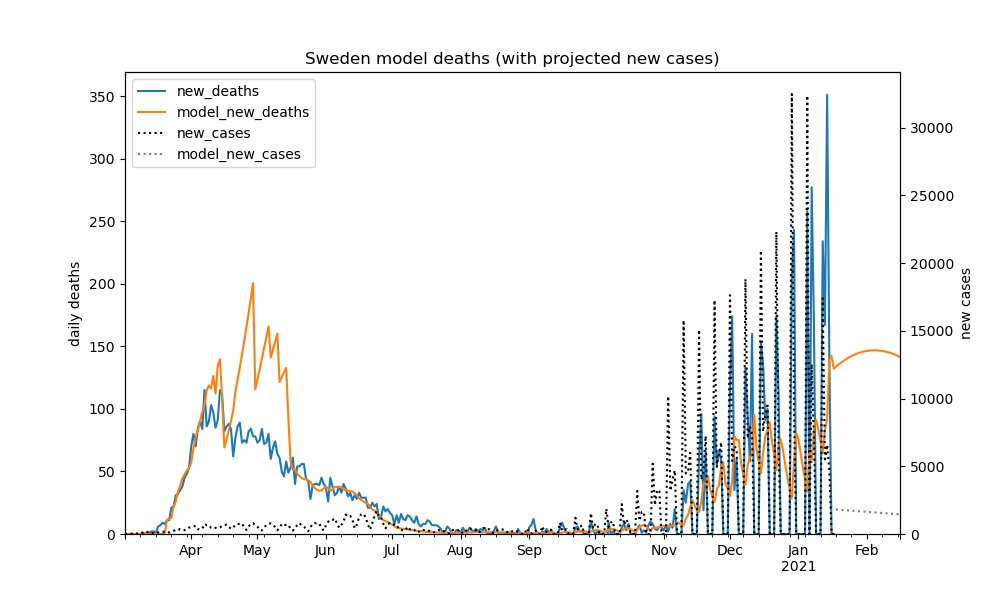 Sweden model deaths (with projected new cases)
new_deaths
model_new_deaths
new_cases
model_new_cases
350
300
250
200
150
100
50
0
daily deaths
30000
25000
20000
15000
10000
5000
0
new cases
Apr May Jun Jul Aug Sep Oct Nov Dec Jan Feb
2021